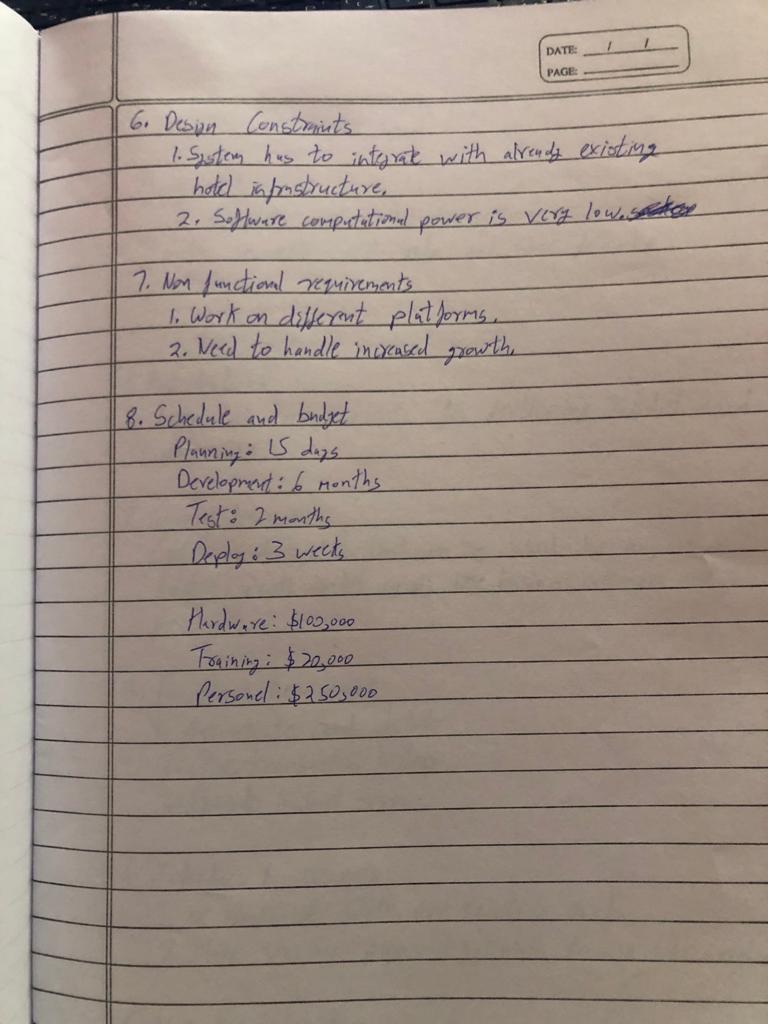 DATE: / /
PAGE:
6. Design Constraints
1. System has to integrate with already existing
hotel infrastructure.
2. Software computational power is very low.
7. Non functional requirements
1. Work on different platforms.
2. Need to handle increased growth.
8. Schedule and budget
Planning: 15 days
Development: 6 months
Test: 2 months
Deploy: 3 weeks
Hardware: $100,000
Training: $20,000
Personel: $250,000